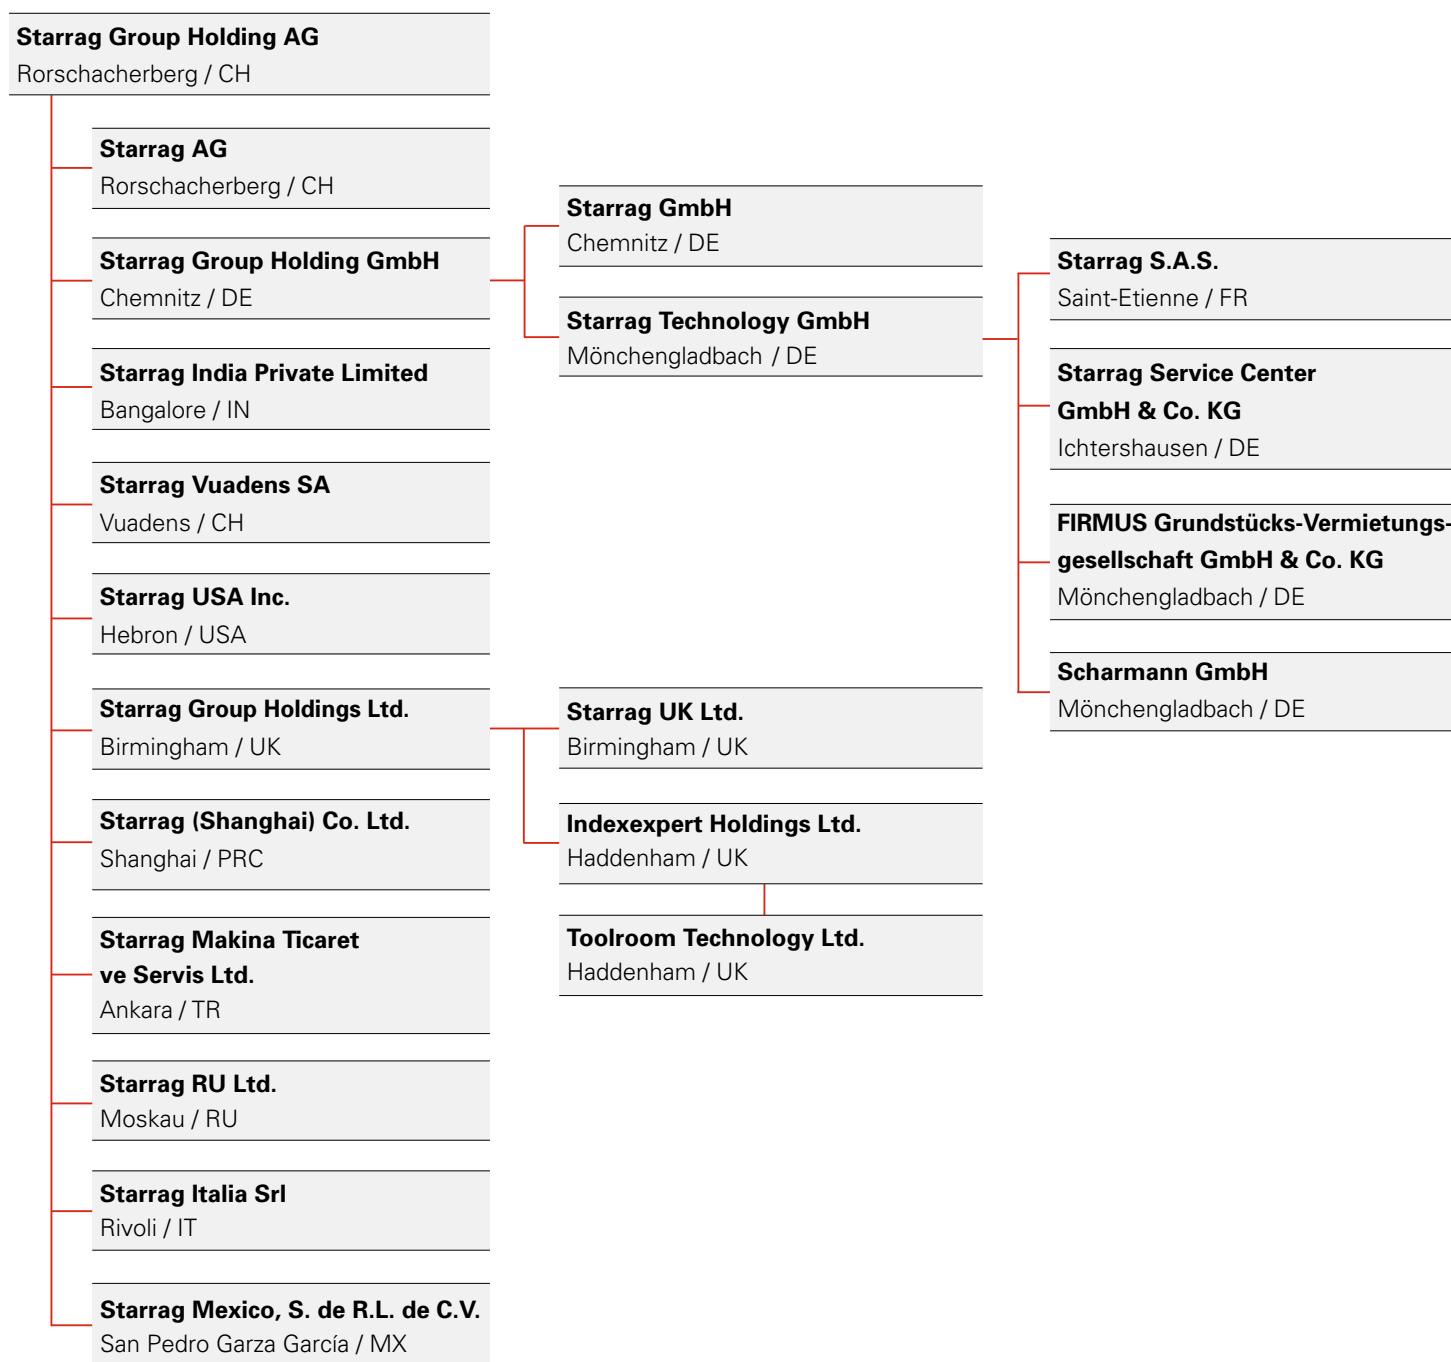 Starrag Group Holding AG
Rorschacherberg / CH
Starrag AG
Rorschacherberg / CH
Starrag Group Holding GmbH
Chemnitz / DE
Starrag India Private Limited
Bangalore / IN
Starrag Vuadens SA
Vuadens / CH
Starrag USA Inc.
Hebron / USA
Starrag Group Holdings Ltd.
Birmingham / UK
Starrag (Shanghai) Co. Ltd.
Shanghai / PRC
Starrag Makina Ticaret
ve Servis Ltd.
Ankara / TR
Starrag RU Ltd.
Moskau / RU
Starrag Italia Srl
Rivoli / IT
Starrag Mexico, S. de R.L. de C.V.
San Pedro Garza García / MX
Starrag GmbH
Chemnitz / DE
Starrag Technology GmbH
Mönchengladbach / DE
Starrag UK Ltd.
Birmingham / UK
Indexexpert Holdings Ltd.
Haddenham / UK
Toolroom Technology Ltd.
Haddenham / UK
Starrag S.A.S.
Saint-Etienne / FR
Starrag Service Center
GmbH & Co. KG
Ichtershausen / DE
FIRMUS Grundstücks-Vermietungs-
gesellschaft GmbH & Co. KG
Mönchengladbach / DE
Scharmann GmbH
Mönchengladbach / DE